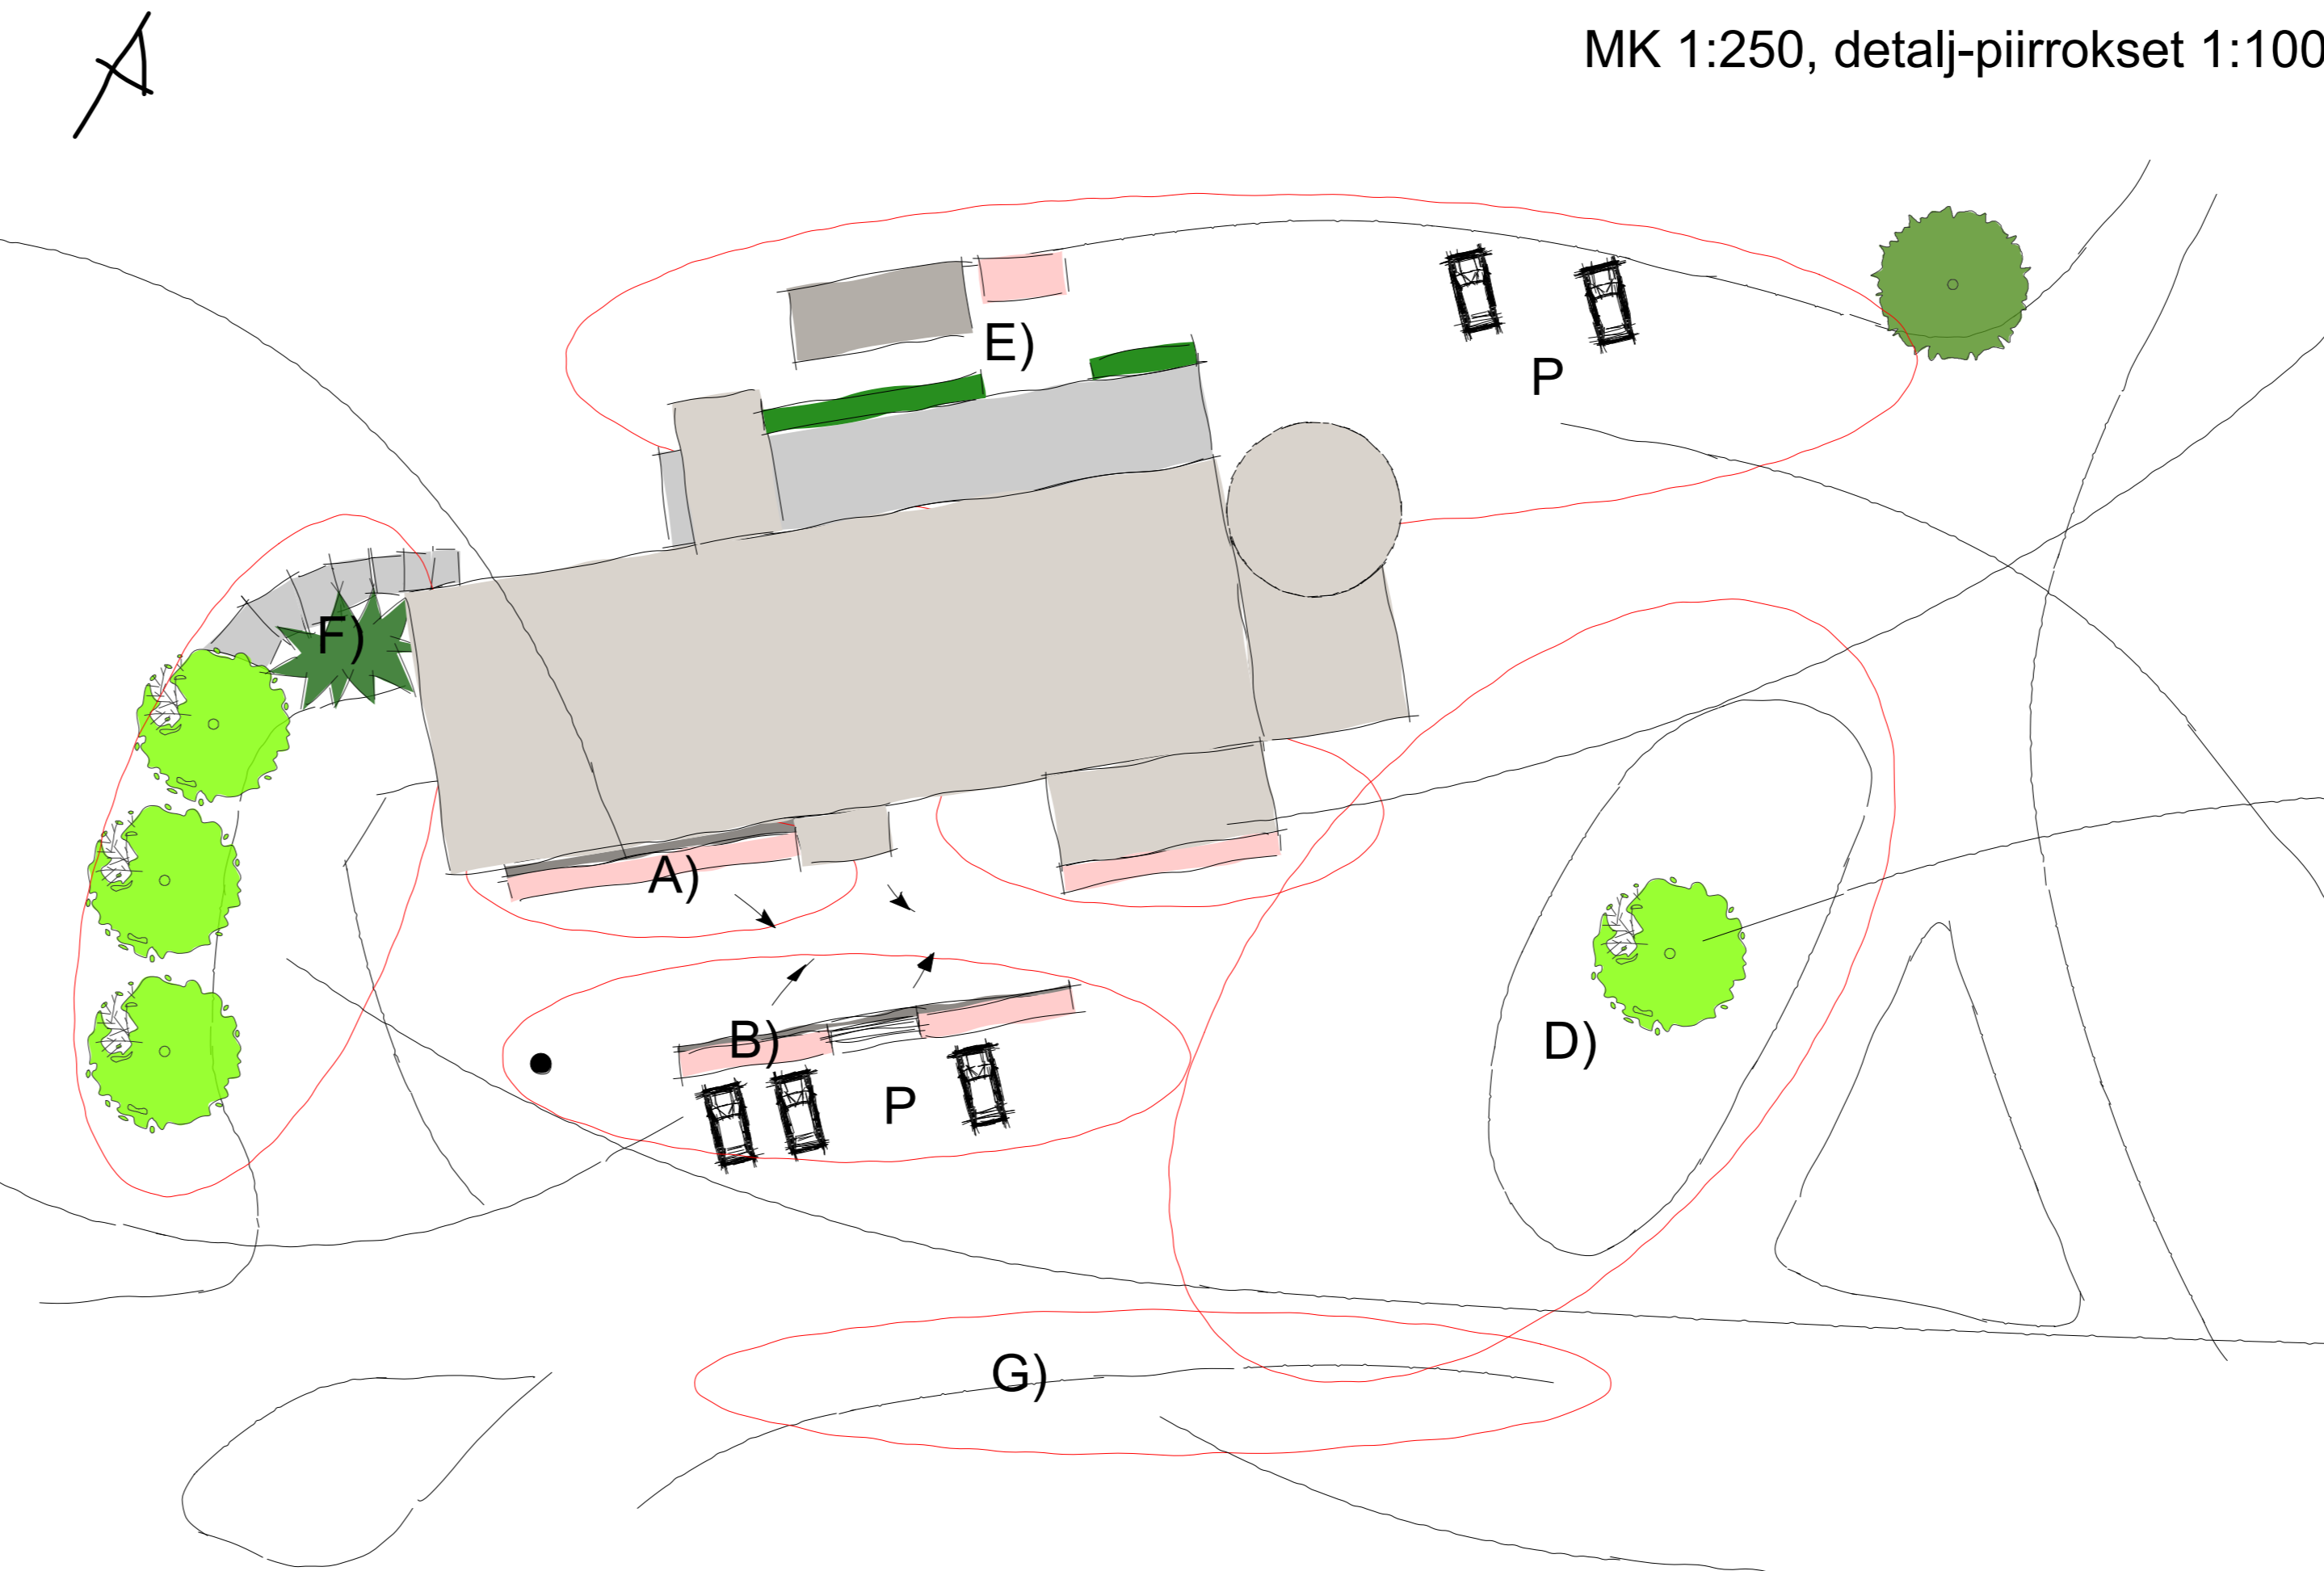 MK 1:250, detalj-piirrokset 1:100
E)
P
F)
A)
B)
D)
P
G)